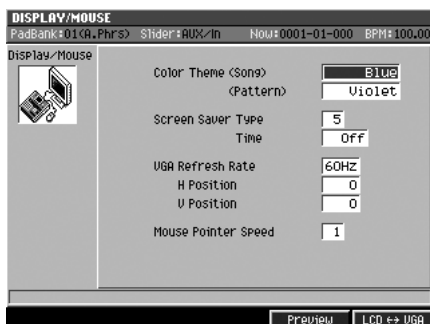 DISPLAY/MOUSE
PadBank:01(A.Phrs) Slider:AUX/In Now:0001-01-000 BPM:100.00
Display/Mouse
Color Theme (Song) Blue
(Pattern) Violet
Screen Saver Type 5
Time Off
VGA Refresh Rate 60Hz
H Position 0
V Position 0
Mouse Pointer Speed 1
Preview LCD ↔ VGA